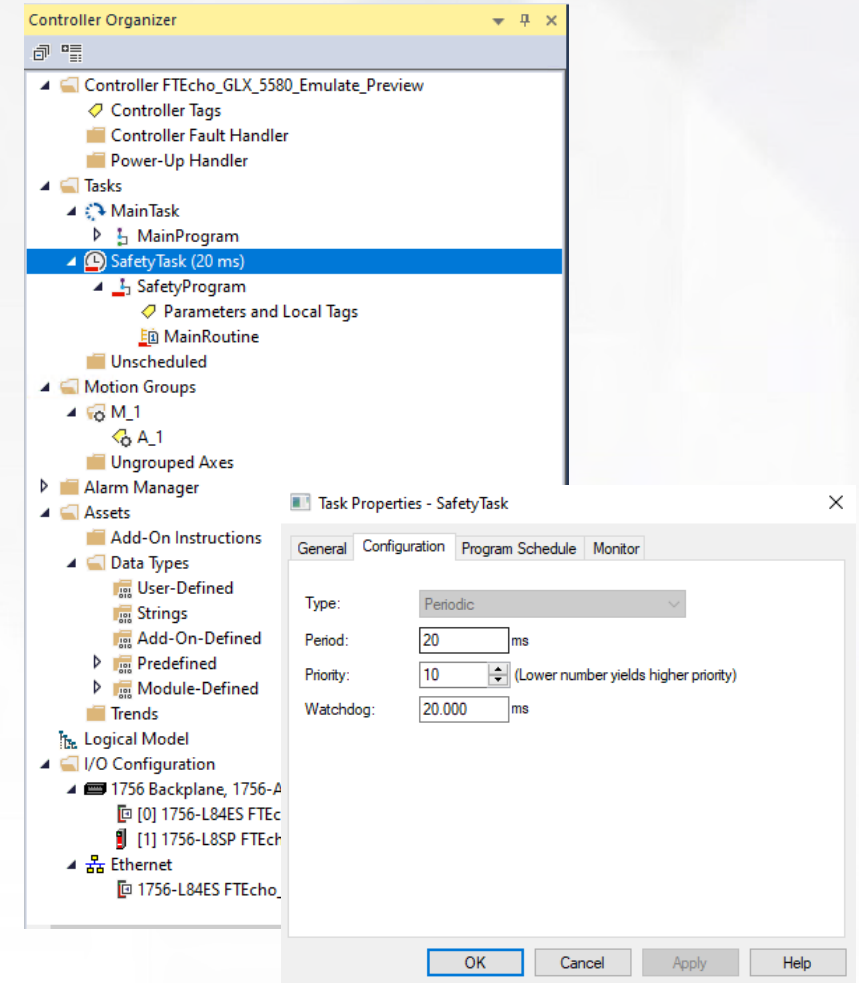 Controller Organizer
Controller FTEcho_GLX_5580_Emulate_Preview
Controller Tags
Controller Fault Handler
Power-Up Handler
Tasks
MainTask
MainProgram
SafetyTask (20 ms)
SafetyProgram
Parameters and Local Tags
MainRoutine
Unscheduled
Motion Groups
M_1
A_1
Ungrouped Axes
Alarm Manager
Assets
Add-On Instructions
Data Types
User-Defined
Strings
Add-On-Defined
Predefined
Module-Defined
Trends
Logical Model
I/O Configuration
1756 Backplane, 1756-A
[0] 1756-L84ES FTEc
[1] 1756-L8SP FTEch
Ethernet
1756-L84ES FTEcho_
Task Properties - SafetyTask
General Configuration Program Schedule Monitor
Type: Periodic
Period: 20 ms
Priority: 10 (Lower number yields higher priority)
Watchdog: 20.000 ms
OK Cancel Apply Help